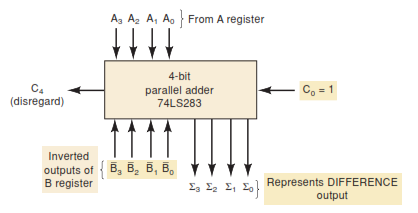 A₃ A₂ A₁ A₀ From A register
4-bit
parallel adder
74LS283
C₄
(disregard)
C₀ = 1
Inverted
outputs of
B register
B̅₃ B̅₂ B̅₁ B̅₀
Σ₃ Σ₂ Σ₁ Σ₀
Represents DIFFERENCE
output